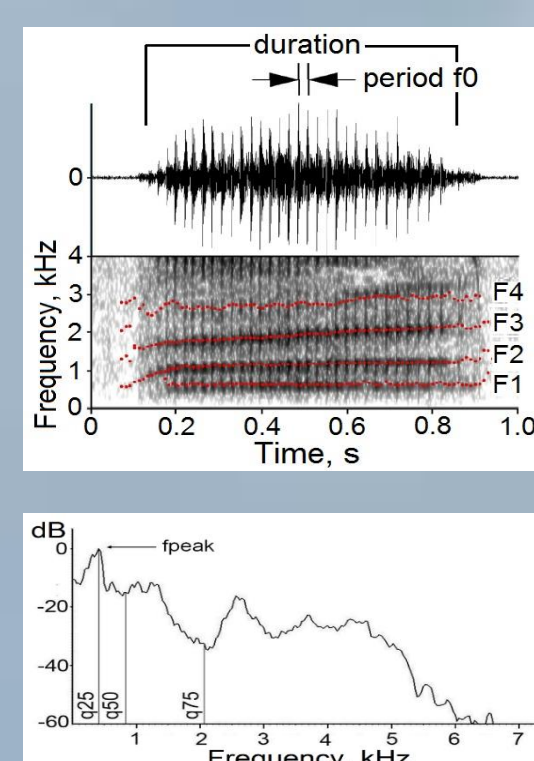 duration
period f0
0
Frequency, kHz
4
3
2
1
0
F4
F3
F2
F1
0 0.2 0.4 0.6 0.8 1.0
Time, s
dB
fpeak
0
-20
-40
-60
q25 q50 q75
1 2 3 4 5 6 7
Frequency, kHz